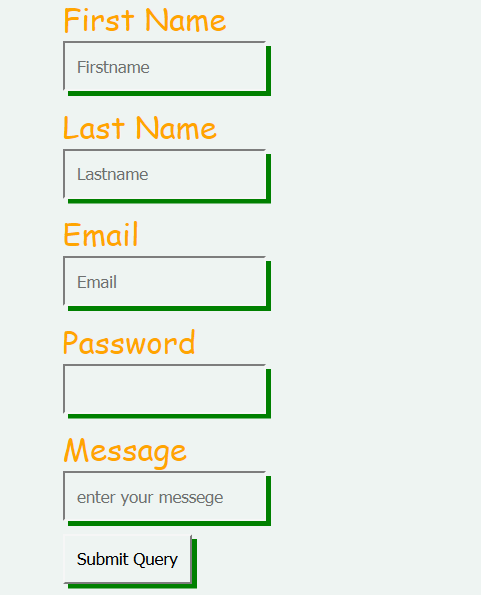 First Name
Firstname
Last Name
Lastname
Email
Email
Password
Message
enter your messege
Submit Query